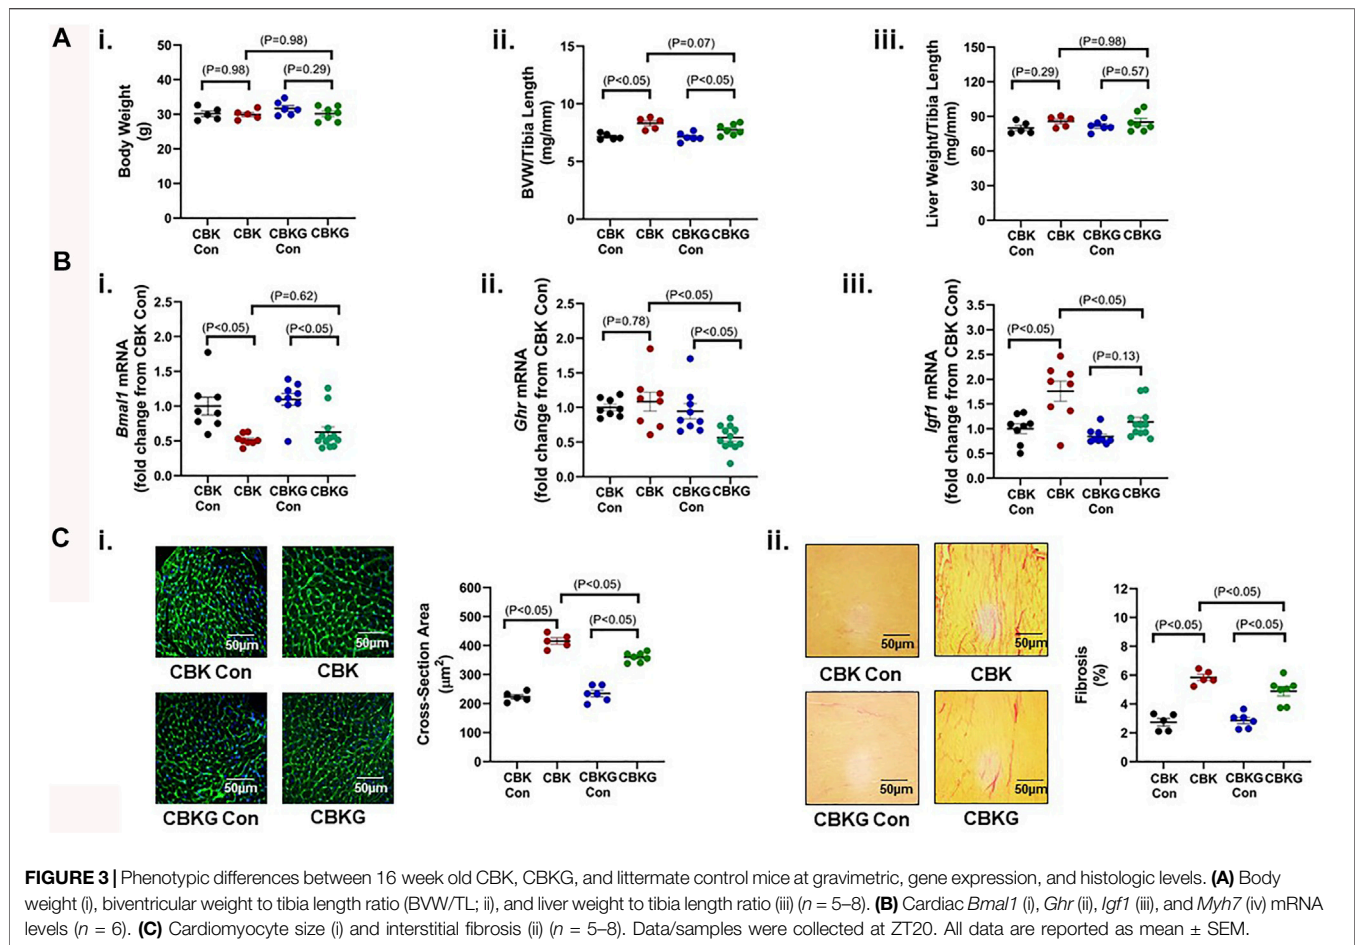 A
i.
Body Weight
(g)
50
40
30
20
10
0
(P=0.98)
(P=0.98)
(P=0.29)
CBK
Con
CBK
CBKG
Con
CBKG
ii.
BVW/Tibia Length
(mg/mm)
15
10
5
0
(P=0.07)
(P<0.05)
(P<0.05)
CBK
Con
CBK
CBKG
Con
CBKG
iii.
Liver Weight/Tibia Length
(mg/mm)
150
120
90
60
30
0
(P=0.98)
(P=0.29)
(P=0.57)
CBK
Con
CBK
CBKG
Con
CBKG
B
i.
Bmal1 mRNA
(fold change from CBK Con)
2.5
2.0
1.5
1.0
0.5
0.0
(P=0.62)
(P<0.05)
(P<0.05)
CBK
Con
CBK
CBKG
Con
CBKG
ii.
Ghr mRNA
(fold change from CBK Con)
2.5
2.0
1.5
1.0
0.5
0.0
(P<0.05)
(P=0.78)
(P<0.05)
CBK
Con
CBK
CBKG
Con
CBKG
iii.
Igf1 mRNA
(fold change from CBK Con)
3.5
3.0
2.5
2.0
1.5
1.0
0.5
0.0
(P<0.05)
(P<0.05)
(P=0.13)
CBK
Con
CBK
CBKG
Con
CBKG
C
i.
50µm
CBK Con
50µm
CBK
50µm
CBKG Con
50µm
CBKG
Cross-Section Area
(µm2)
600
500
400
300
200
100
0
(P<0.05)
(P<0.05)
(P<0.05)
CBK
Con
CBK
CBKG
Con
CBKG
ii.
50µm
CBK Con
50µm
CBK
50µm
CBKG Con
50µm
CBKG
Fibrosis
(%)
12
10
8
6
4
2
0
(P<0.05)
(P<0.05)
(P<0.05)
CBK
Con
CBK
CBKG
Con
CBKG
FIGURE 3 | Phenotypic differences between 16 week old CBK, CBKG, and littermate control mice at gravimetric, gene expression, and histologic levels. (A) Body
weight (i), biventricular weight to tibia length ratio (BVW/TL; ii), and liver weight to tibia length ratio (iii) (n = 5–8). (B) Cardiac Bmal1 (i), Ghr (ii), Igf1 (iii), and Myh7 (iv) mRNA
levels (n = 6). (C) Cardiomyocyte size (i) and interstitial fibrosis (ii) (n = 5–8). Data/samples were collected at ZT20. All data are reported as mean ± SEM.